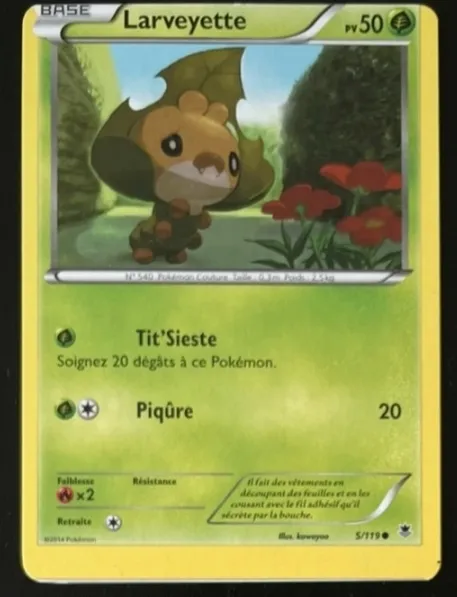 BASE
Larveyette
PV 50
N° 540 Pokémon Couture Taille : 0,3m Poids : 2,5kg
Tit'Sieste
Soignez 20 dégâts à ce Pokémon.
Piqûre 20
Faiblesse Résistance
×2
Retraite
Il fait des vêtements en
découpant des feuilles et en les
cousant avec le fil adhésif qu'il
sécrète par la bouche.
©2014 Pokémon
Illus. kawayoo 5/119